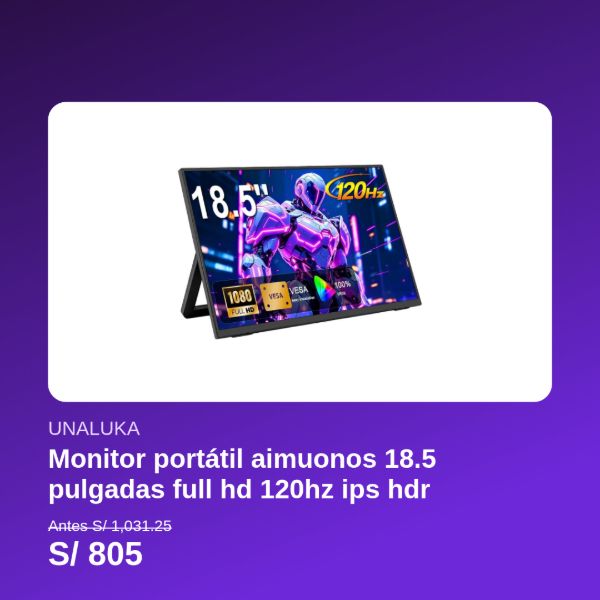 18.5"
120Hz
1080
FULL HD
VESA
VESA
100%
UNALUKA
Monitor portátil aimuonos 18.5
pulgadas full hd 120hz ips hdr
Antes S/ 1,031.25
S/ 805